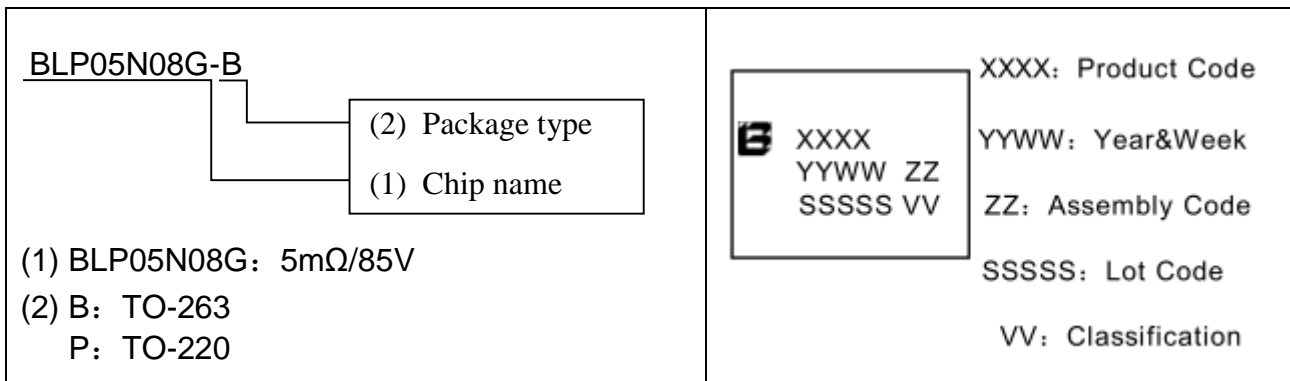 BLP05N08G-B
(2) Package type
(1) Chip name
(1) BLP05N08G：5mΩ/85V
(2) B：TO-263
P：TO-220
XXXX
YYWW ZZ
SSSSS VV
XXXX：Product Code
YYWW：Year&Week
ZZ：Assembly Code
SSSSS：Lot Code
VV：Classification